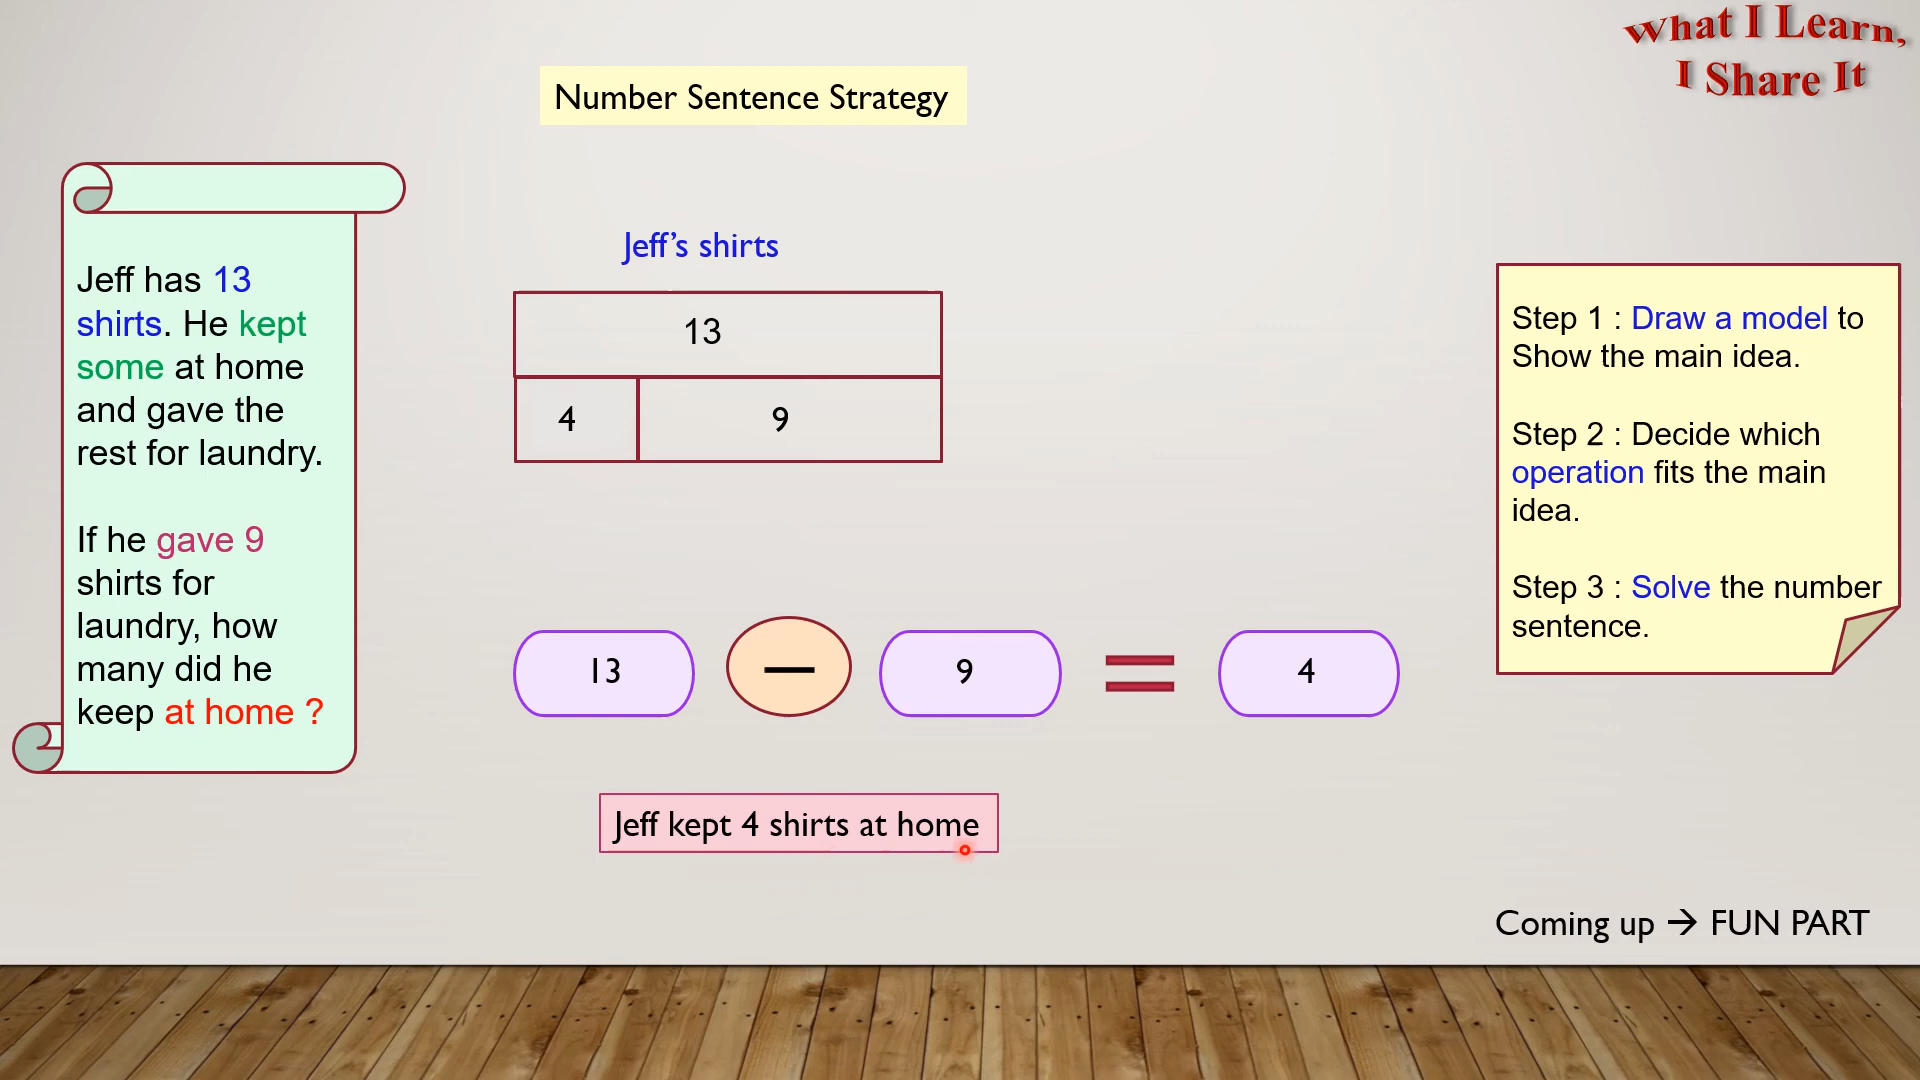 What I Learn,
I Share It
Number Sentence Strategy
Jeff has 13
shirts. He kept
some at home
and gave the
rest for laundry.
If he gave 9
shirts for
laundry, how
many did he
keep at home ?
Jeff's shirts
13
4 9
13 — 9 = 4
Jeff kept 4 shirts at home
Step 1 : Draw a model to
Show the main idea.
Step 2 : Decide which
operation fits the main
idea.
Step 3 : Solve the number
sentence.
Coming up → FUN PART